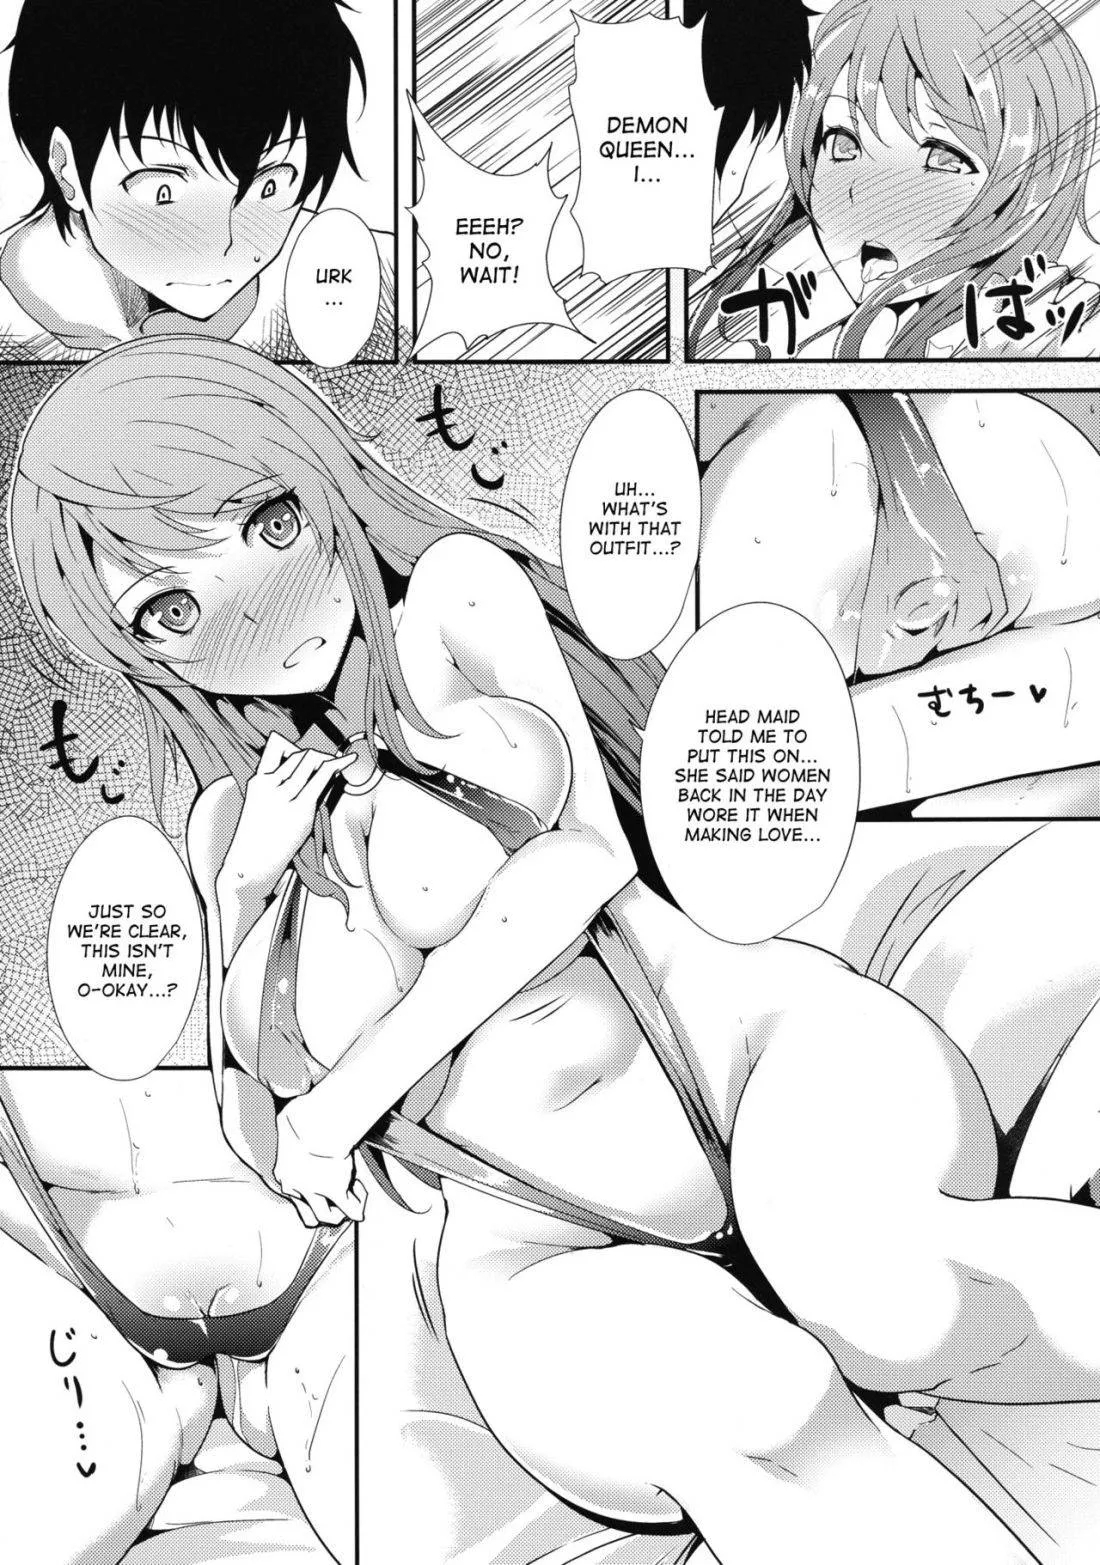 DEMON
QUEEN...
I...
ガ
バッ
EEEH?
NO,
WAIT!
URK
...
UH...
WHAT'S
WITH THAT
OUTFIT...?
もじ
もじ
むちー♥
HEAD MAID
TOLD ME TO
PUT THIS ON...
SHE SAID WOMEN
BACK IN THE DAY
WORE IT WHEN
MAKING LOVE...
JUST SO
WE'RE CLEAR,
THIS ISN'T
MINE,
O-OKAY...?
じり…♥